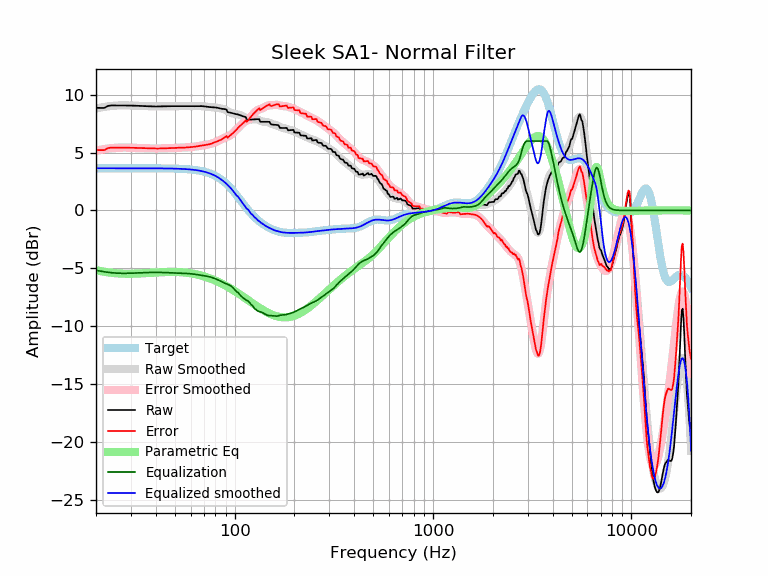 Sleek SA1- Normal Filter
Amplitude (dBr)
10
5
0
−5
−10
−15
−20
−25
Target
Raw Smoothed
Error Smoothed
Raw
Error
Parametric Eq
Equalization
Equalized smoothed
100
1000
10000
Frequency (Hz)